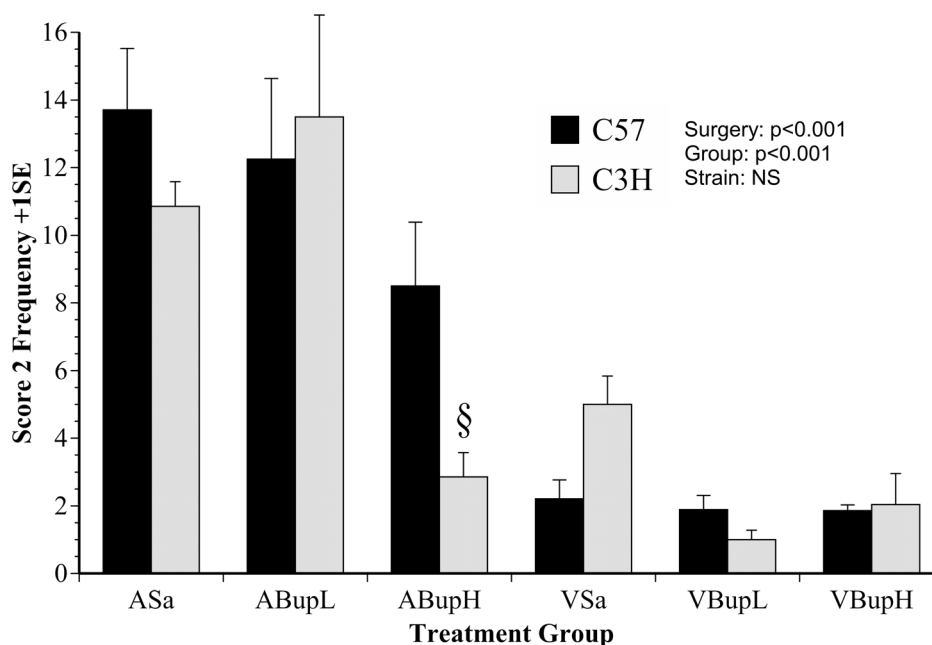 Score 2 Frequency +1SE
16
14
12
10
8
6
4
2
0
C57
C3H
Surgery: p<0.001
Group: p<0.001
Strain: NS
§
ASa ABupL ABupH VSa VBupL VBupH
Treatment Group